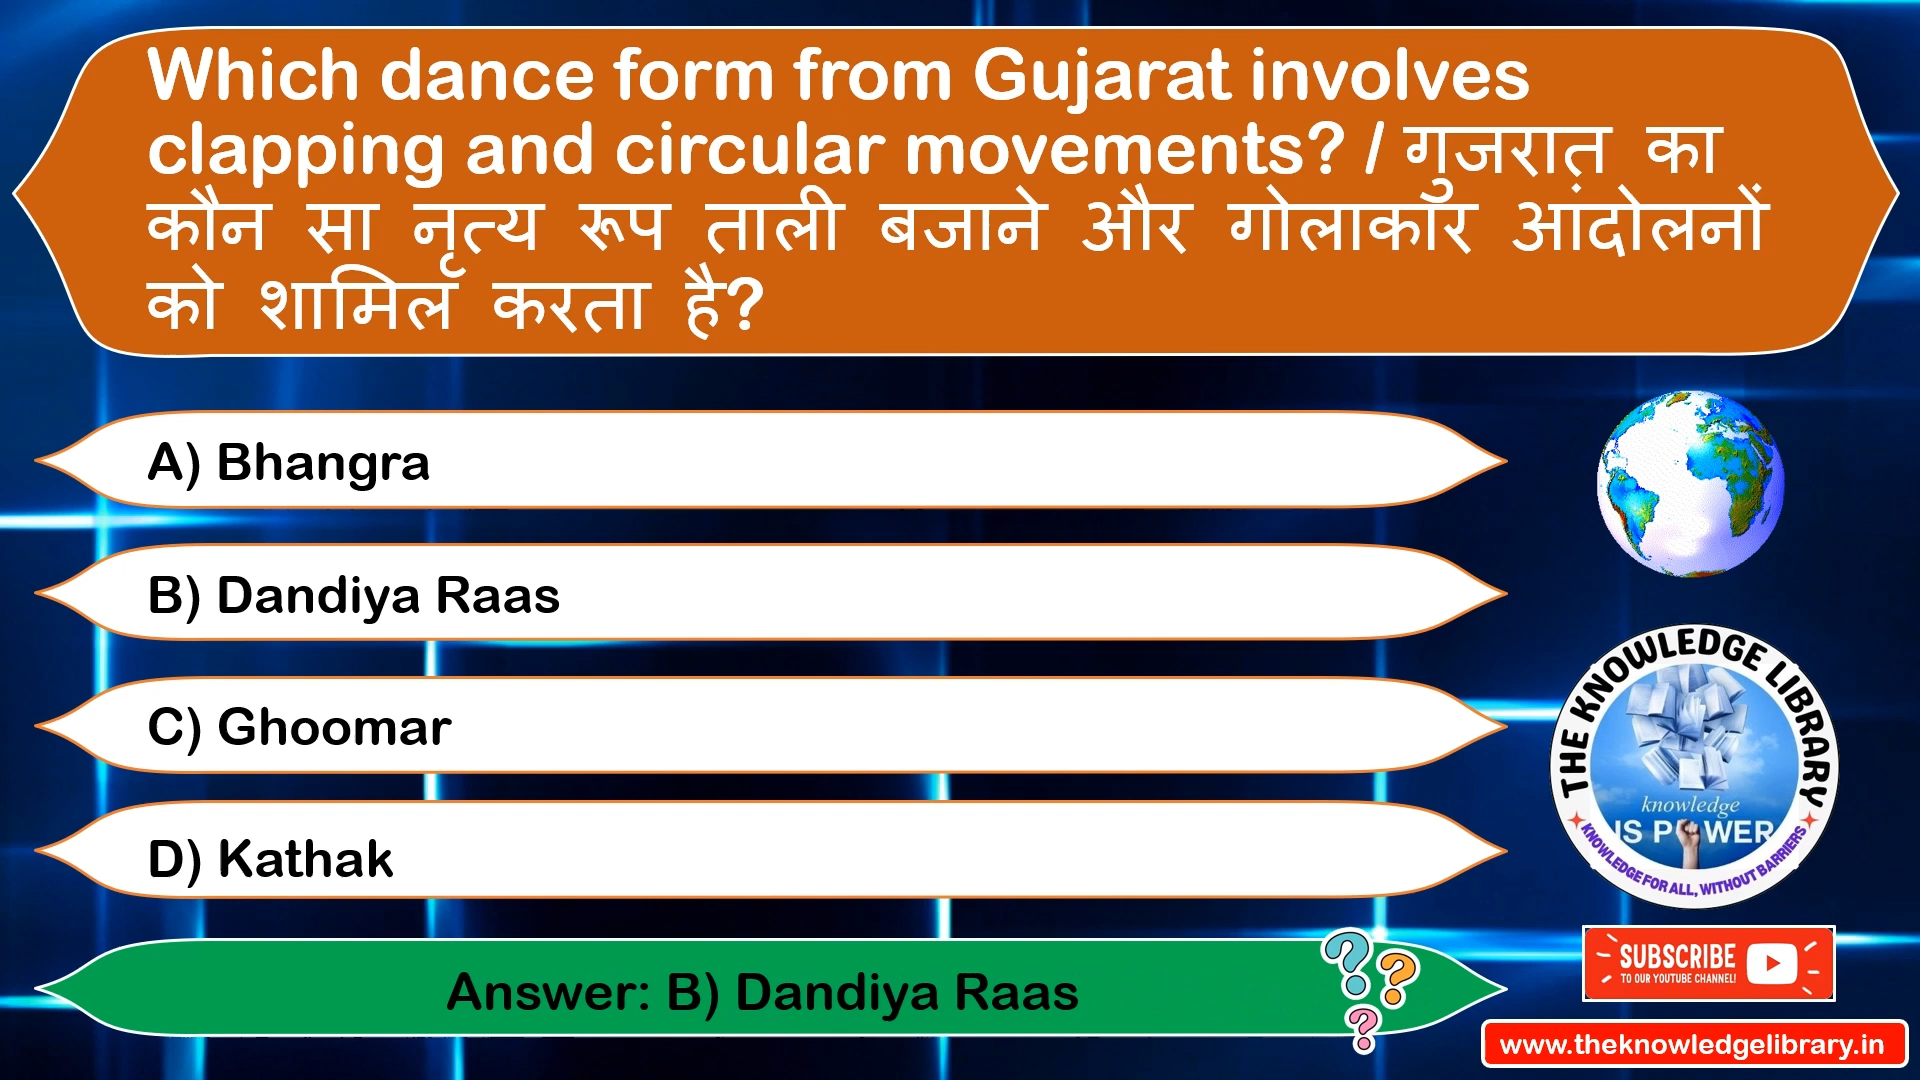 Which dance form from Gujarat involves
clapping and circular movements? / गुजरात का
कौन सा नृत्य रूप ताली बजाने और गोलाकार आंदोलनों
को शामिल करता है?
A) Bhangra
B) Dandiya Raas
C) Ghoomar
D) Kathak
Answer: B) Dandiya Raas
THE KNOWLEDGE LIBRARY
knowledge
IS POWER
KNOWLEDGE FOR ALL, WITHOUT BARRIERS
SUBSCRIBE
TO OUR YOUTUBE CHANNEL!
www.theknowledgelibrary.in